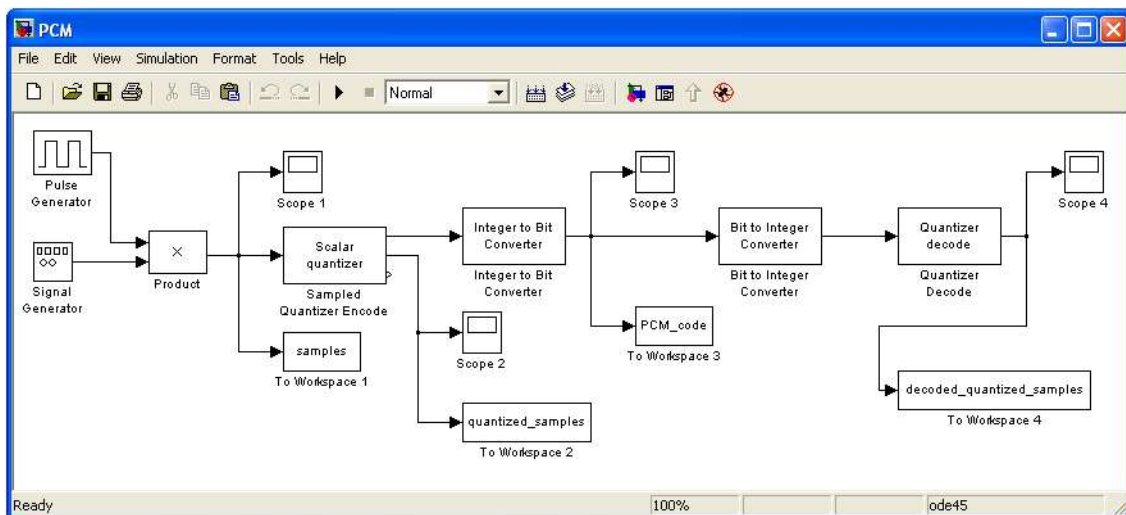 PCM
File Edit View Simulation Format Tools Help
Normal
Pulse
Generator
Signal
Generator
×
Product
Scope 1
Scalar
quantizer
Sampled
Quantizer Encode
samples
To Workspace 1
Scope 2
quantized_samples
To Workspace 2
Integer to Bit
Converter
Integer to Bit
Converter
Scope 3
PCM_code
To Workspace 3
Bit to Integer
Converter
Bit to Integer
Converter
Quantizer
decode
Quantizer
Decode
Scope 4
decoded_quantized_samples
To Workspace 4
Ready 100% ode45